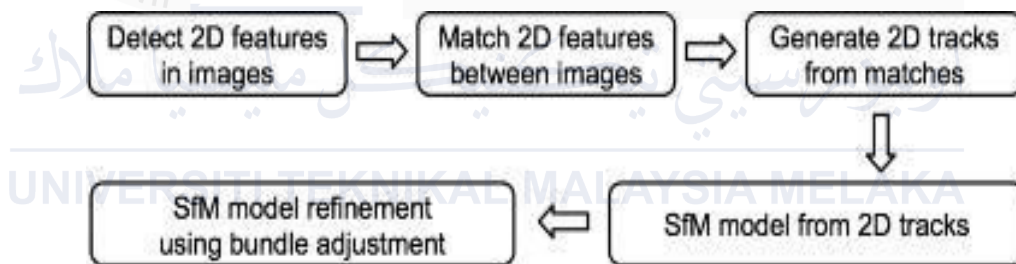 Detect 2D features
in images
Match 2D features
between images
Generate 2D tracks
from matches
SfM model from 2D tracks
SfM model refinement
using bundle adjustment
UNIVERSITI TEKNIKAL MALAYSIA MELAKA